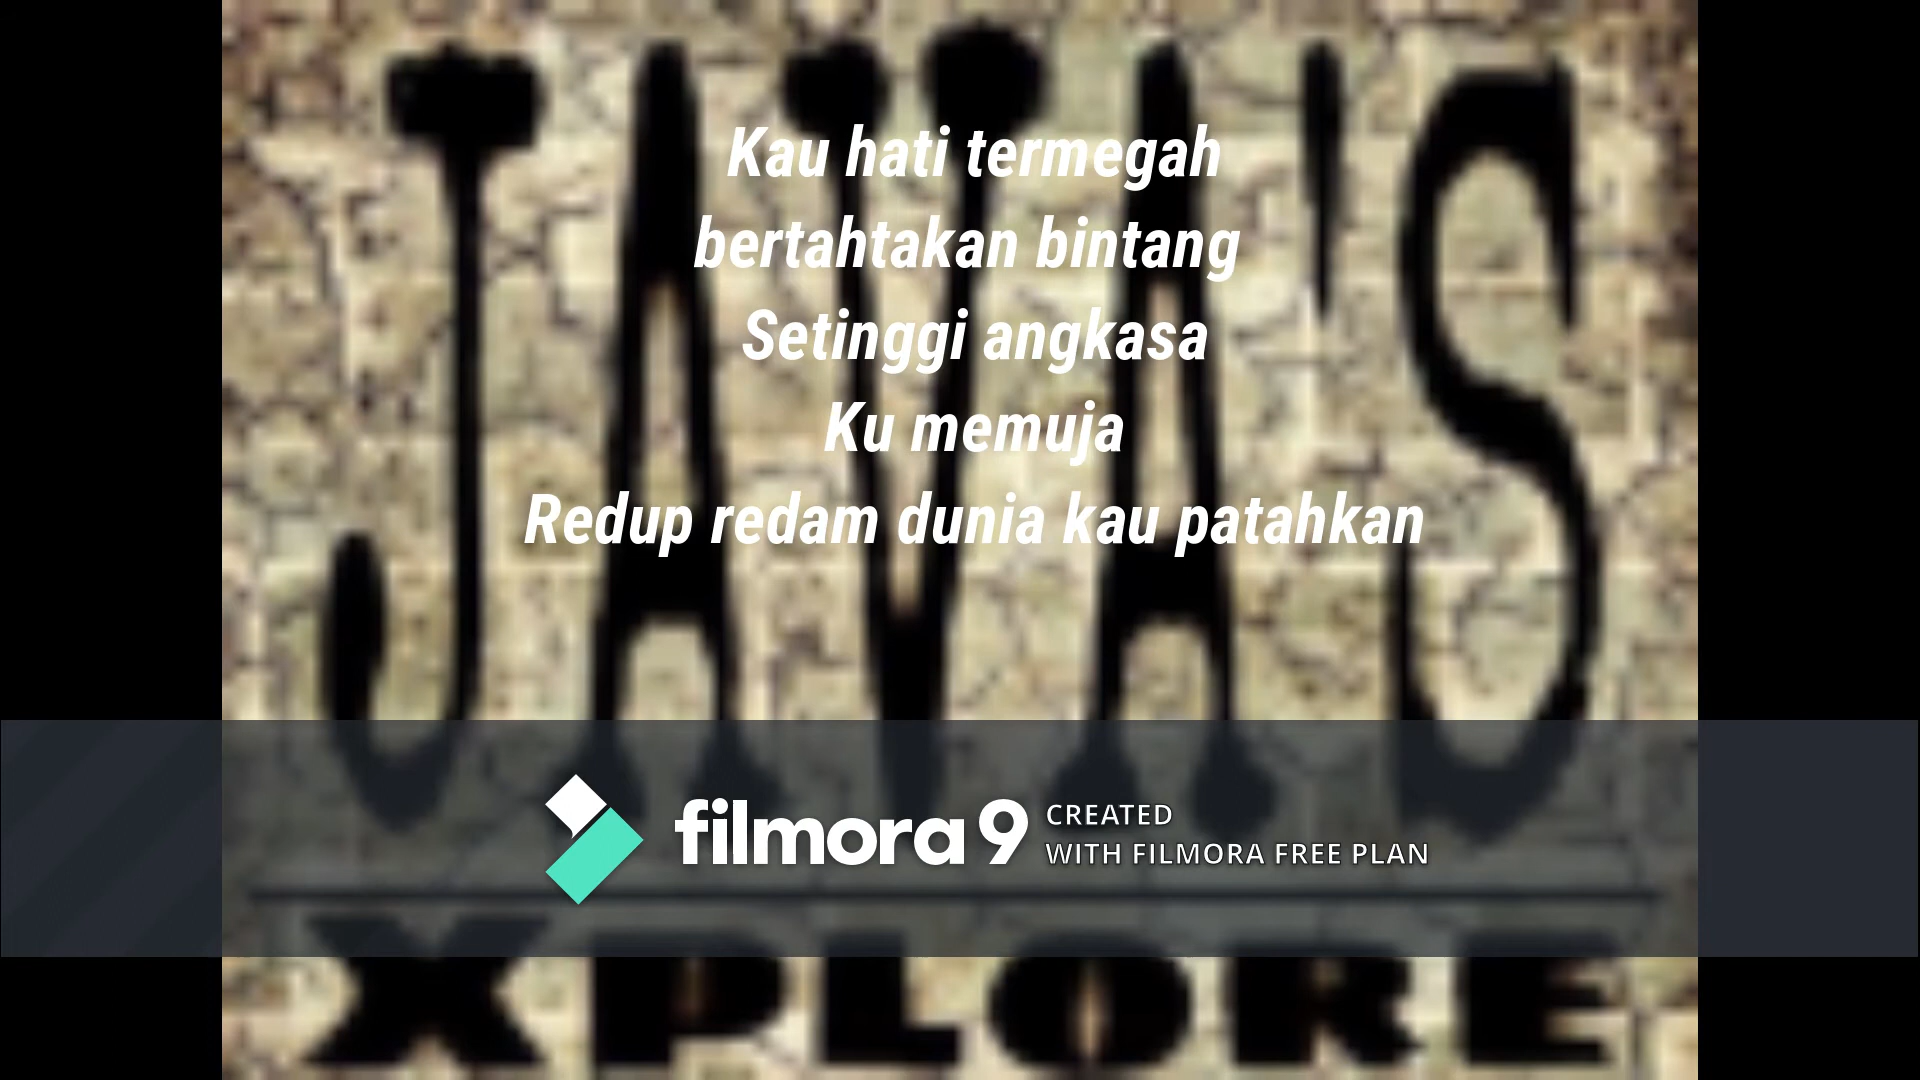 JAVA'S
Kau hati termegah
bertahtakan bintang
Setinggi angkasa
Ku memuja
Redup redam dunia kau patahkan
filmora 9 CREATED
WITH FILMORA FREE PLAN
XPLORE